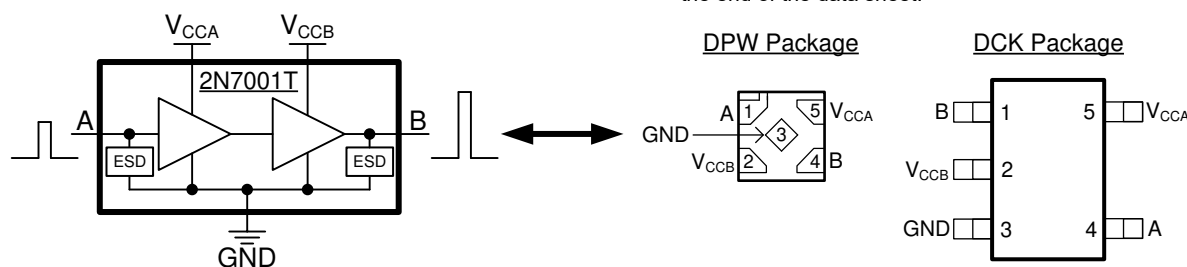 the end of the data sheet.
V_CCA V_CCB
2N7001T
A B
ESD ESD
GND
DPW Package
A 1 5 V_CCA
GND 3
V_CCB 2 4 B
DCK Package
B 1 5 V_CCA
V_CCB 2
GND 3 4 A